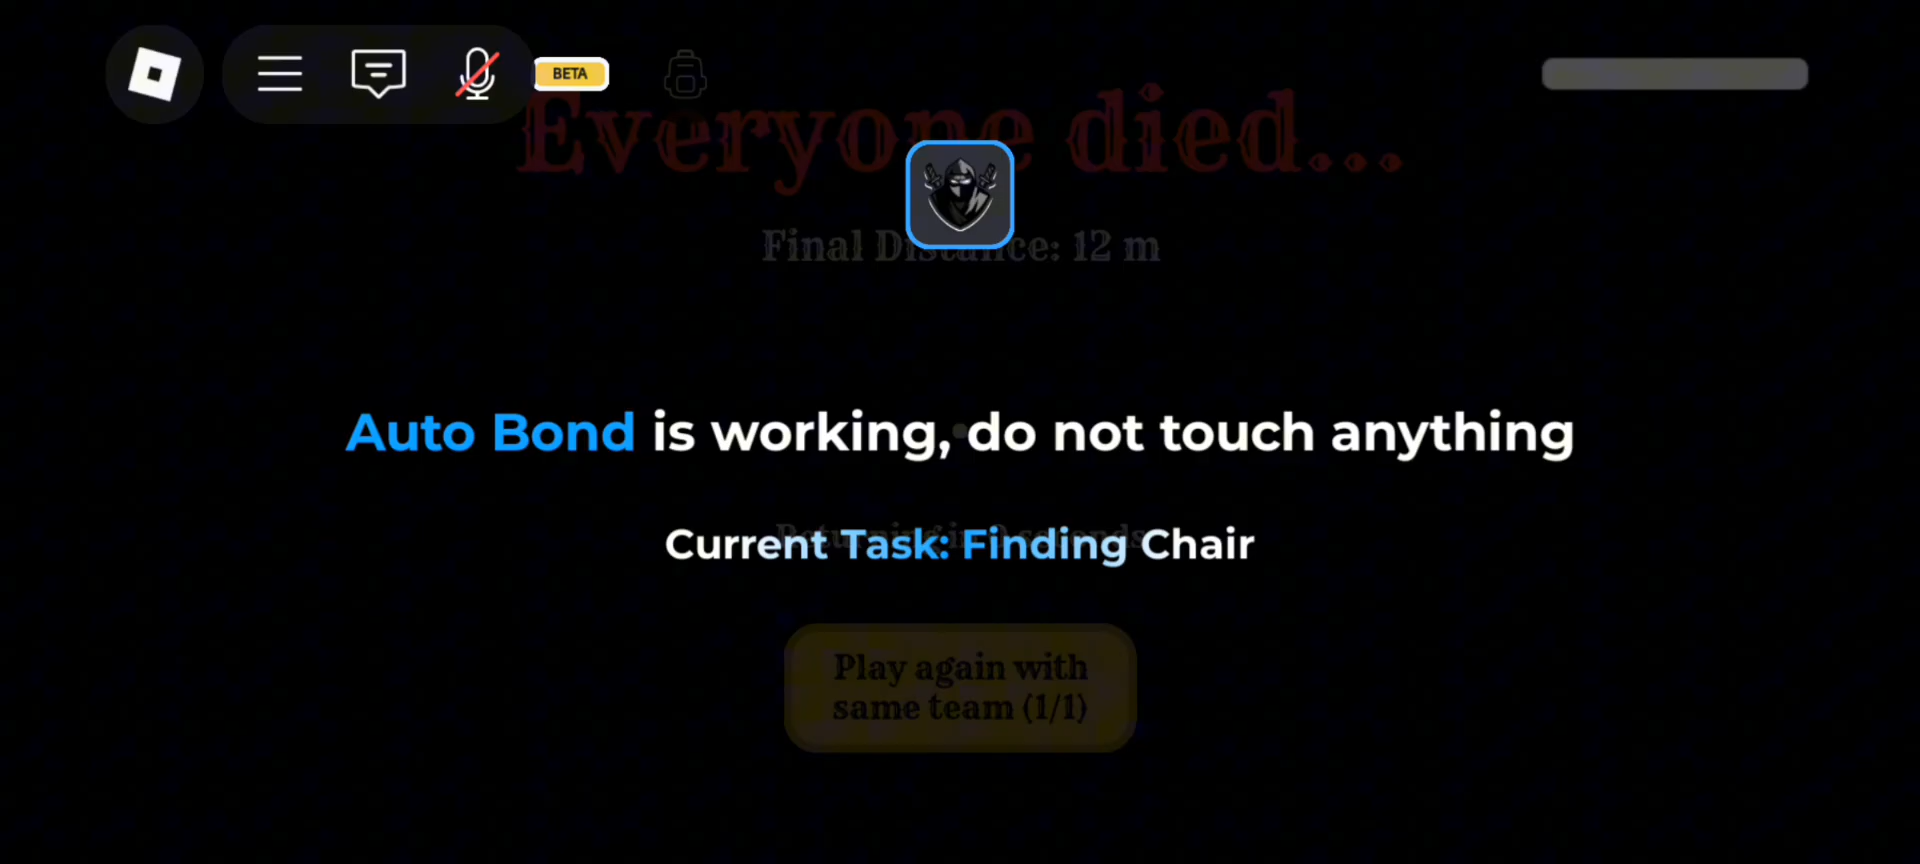 BETA
Everyone died...
Final Distance: 12 m
Auto Bond is working, do not touch anything
Current Task: Finding Chair
Play again with
same team (1/1)